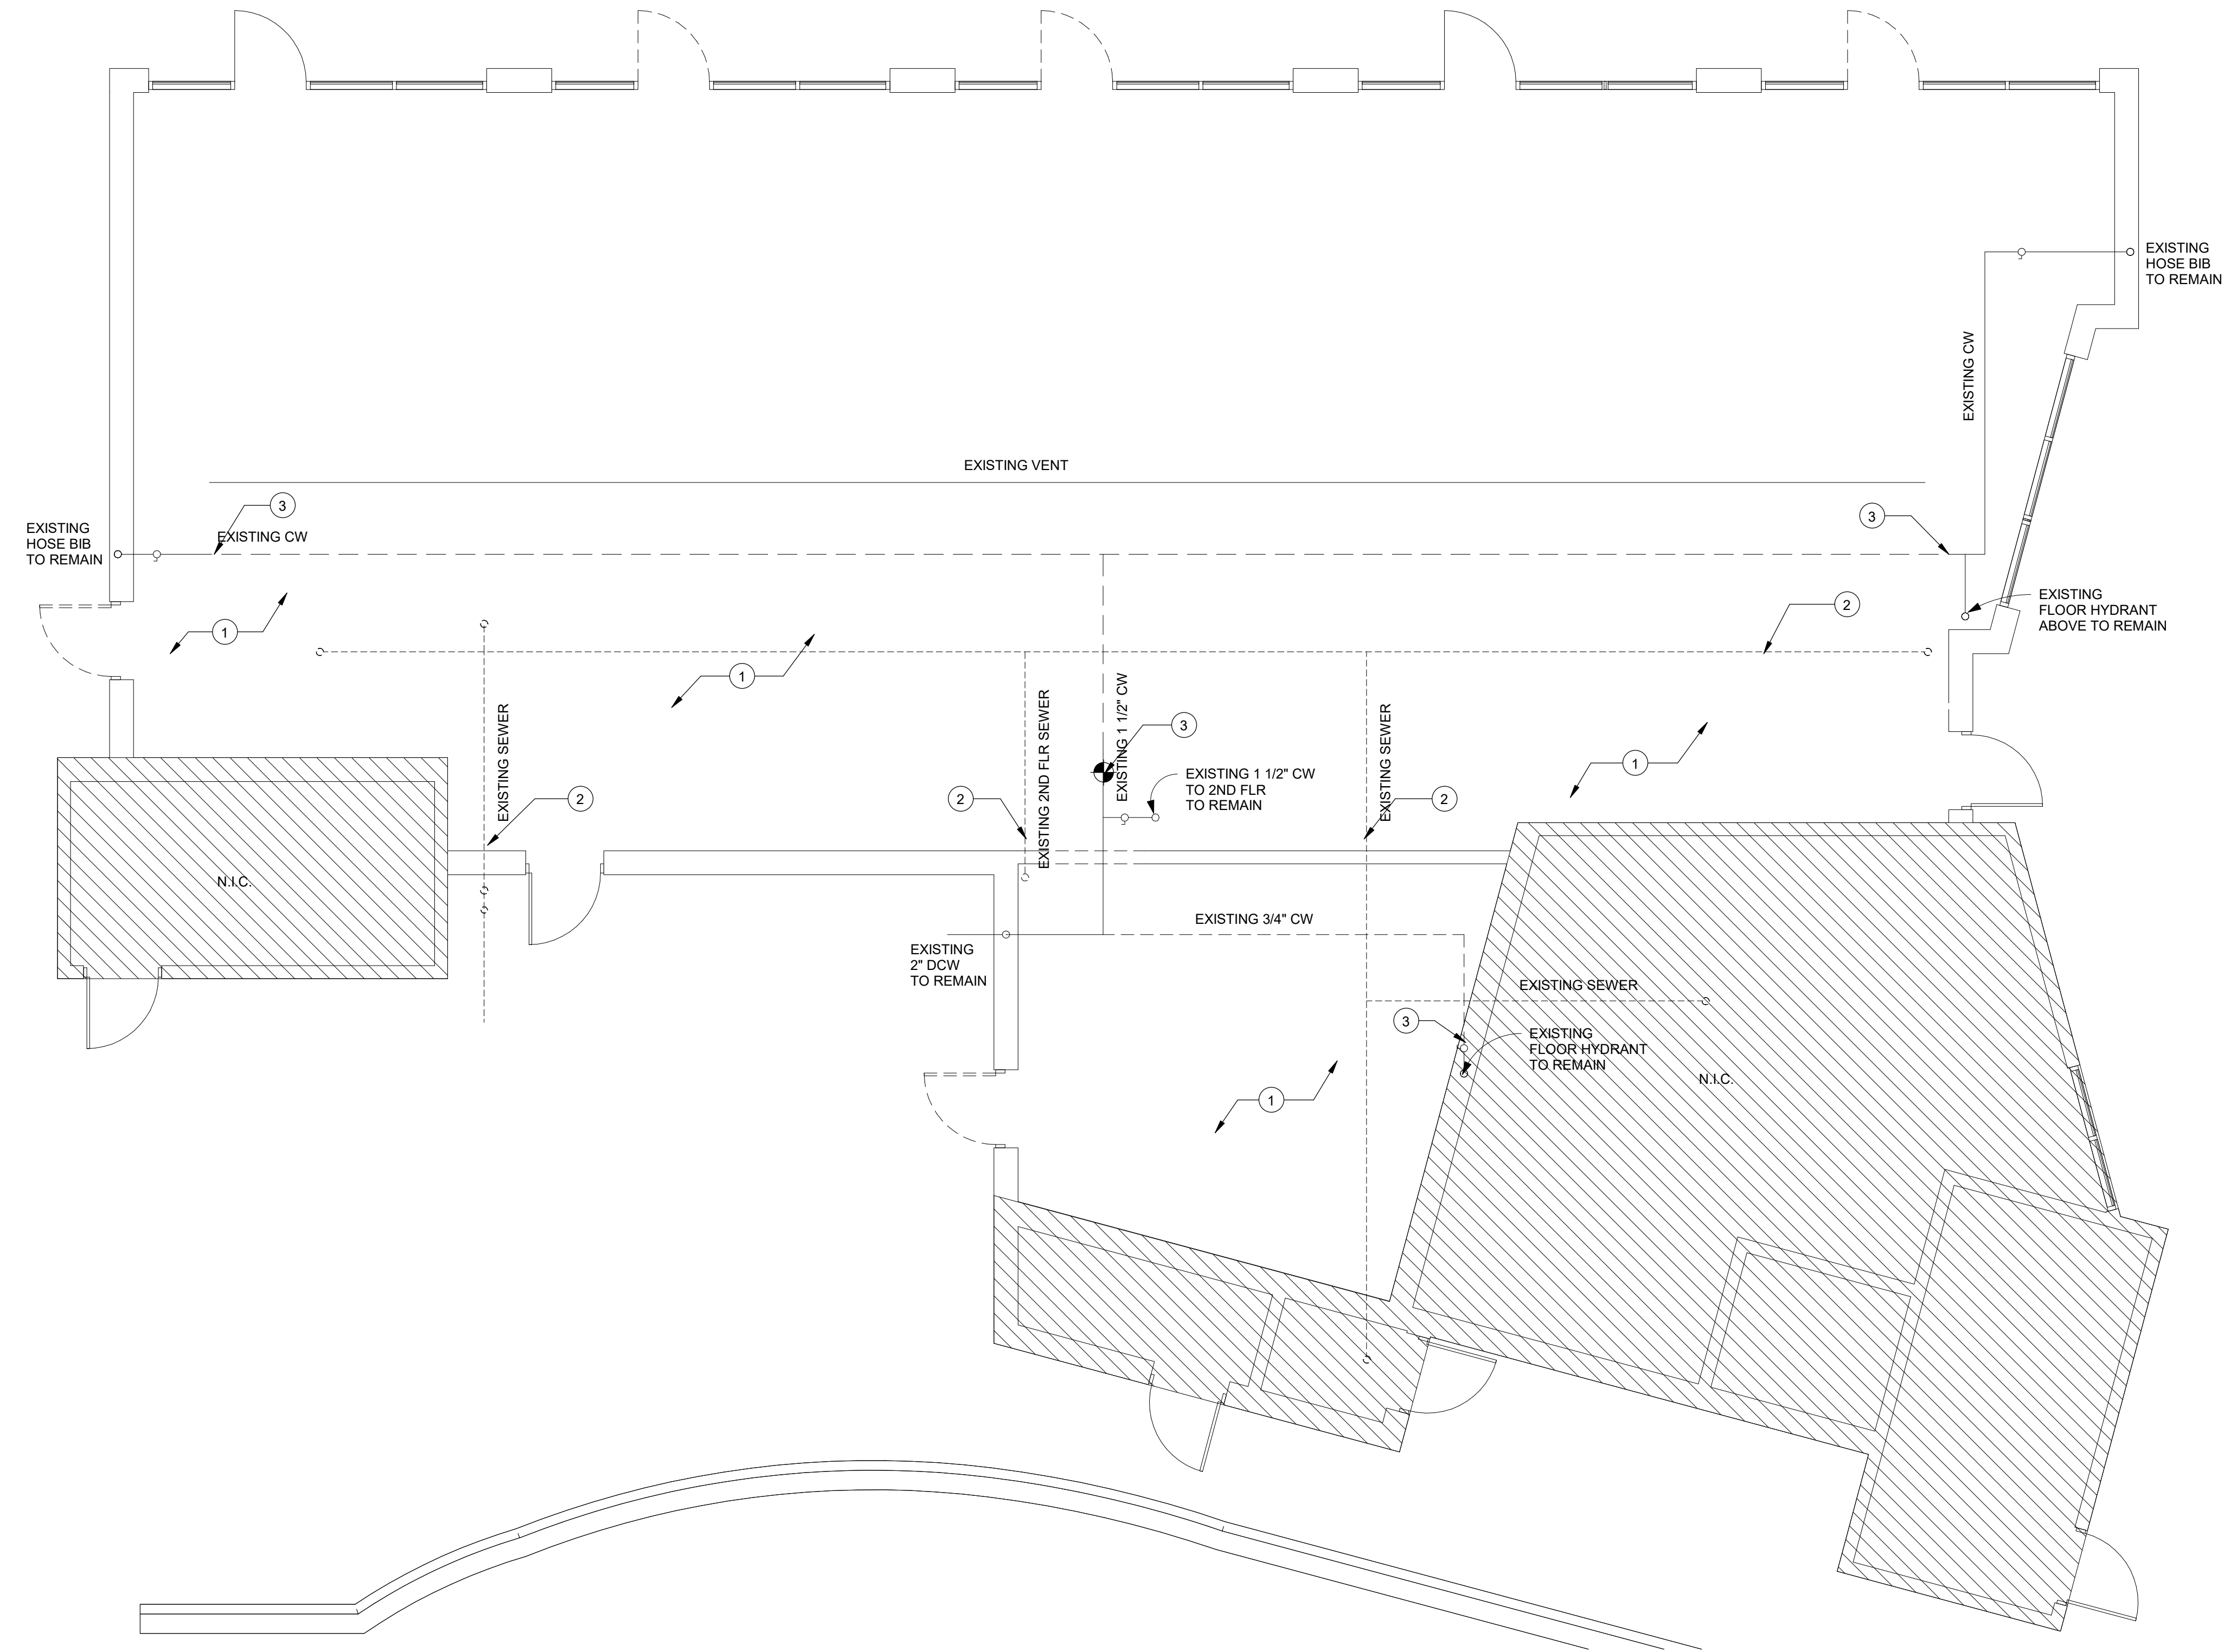 EXISTING
HOSE BIB
TO REMAIN
EXISTING CW
EXISTING VENT
3
EXISTING CW
EXISTING
HOSE BIB
TO REMAIN
3
EXISTING
FLOOR HYDRANT
ABOVE TO REMAIN
2
1
1
EXISTING SEWER
2
EXISTING 2ND FLR SEWER
2
EXISTING 1 1/2" CW
3
EXISTING 1 1/2" CW
TO 2ND FLR
TO REMAIN
EXISTING SEWER
2
1
N.I.C.
EXISTING 3/4" CW
EXISTING
2" DCW
TO REMAIN
EXISTING SEWER
3
EXISTING
FLOOR HYDRANT
TO REMAIN
N.I.C.
1